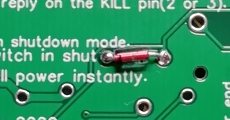 reply on the KILL pin(2 or 3).
n shutdown mode
witch in shut
ll power instantly.